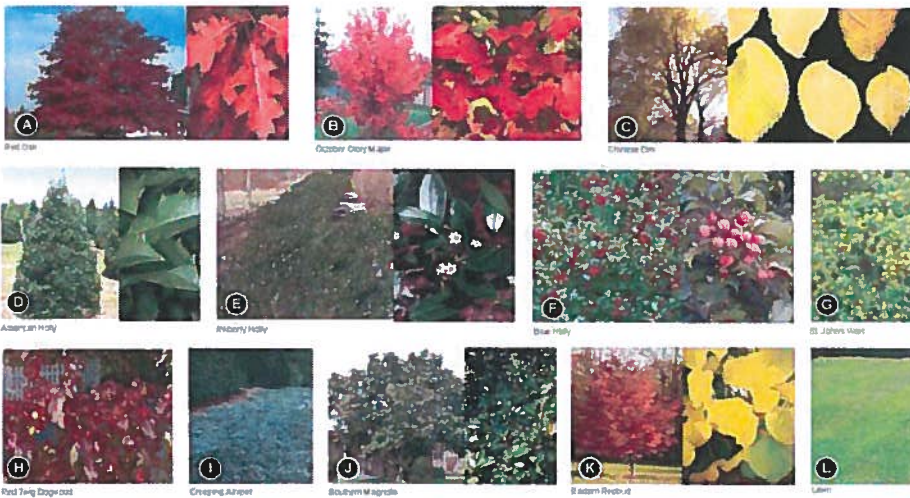 A
Red Oak
B
October Glory Maple
C
Chinese Elm
D
American Holly
E
Inkberry Holly
F
Blue Holly
G
St. Johns Wort
H
Red Twig Dogwood
I
Creeping Juniper
J
Southern Magnolia
K
Eastern Redbud
L
Lawn